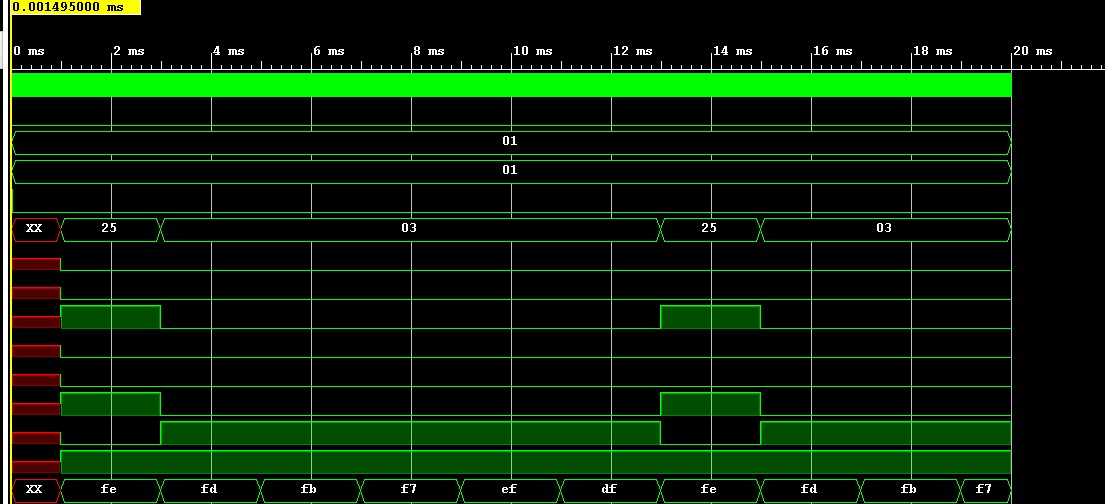 0.001495000 ms
0 ms 2 ms 4 ms 6 ms 8 ms 10 ms 12 ms 14 ms 16 ms 18 ms 20 ms
01
01
XX 25 03 25 03
XX fe fd fb f7 ef df fe fd fb f7